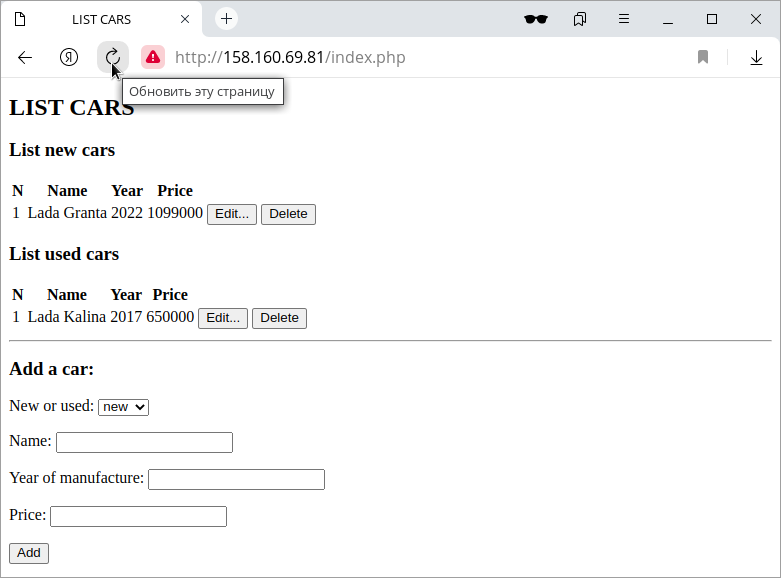 LIST CARS
Я http://158.160.69.81/index.php
Обновить эту страницу
LIST CARS
List new cars
N Name Year Price
1 Lada Granta 2022 1099000 Edit... Delete
List used cars
N Name Year Price
1 Lada Kalina 2017 650000 Edit... Delete
Add a car:
New or used: new
Name:
Year of manufacture:
Price:
Add